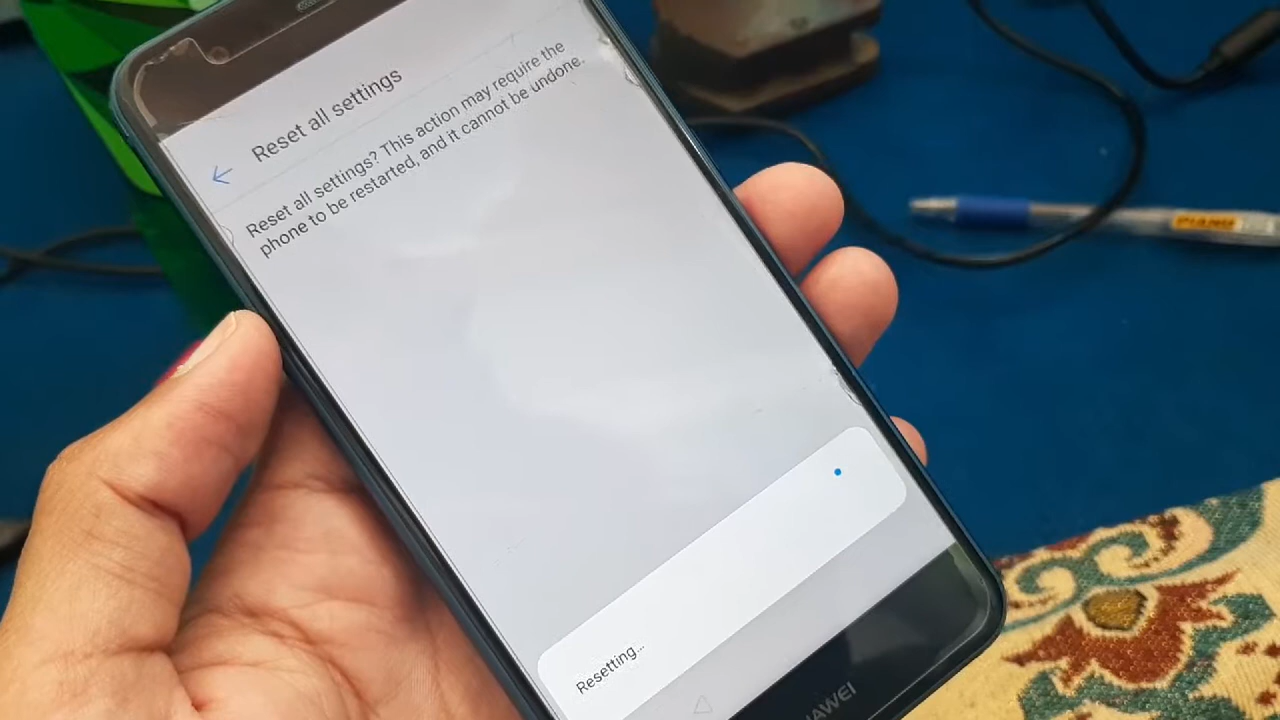 Reset all settings
Reset all settings? This action may require the
phone to be restarted, and it cannot be undone.
Resetting...
HUAWEI
PIANO